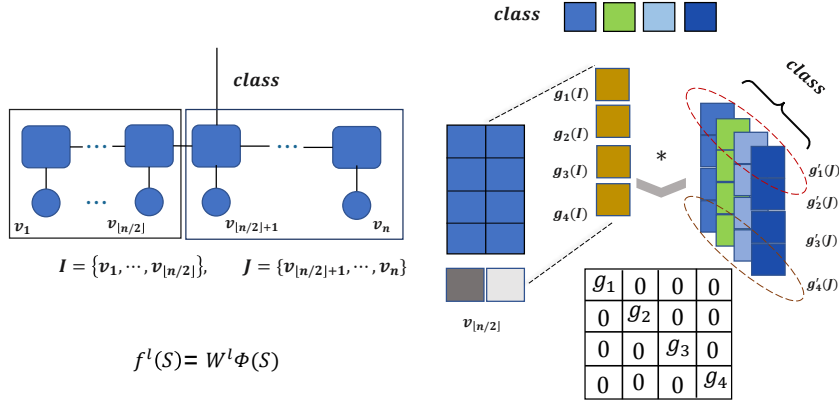 class
class
v₁
v⌊n/2⌋
v⌊n/2⌋+1
vₙ
I = {v₁,⋯,v⌊n/2⌋}, J = {v⌊n/2⌋+1,⋯,vₙ}
fˡ(S)= WˡΦ(S)
g₁(I)
g₂(I)
g₃(I)
g₄(I)
*
class
g′₁(J)
g′₂(J)
g′₃(J)
g′₄(J)
v⌊n/2⌋
g₁ 0 0 0
0 g₂ 0 0
0 0 g₃ 0
0 0 0 g₄